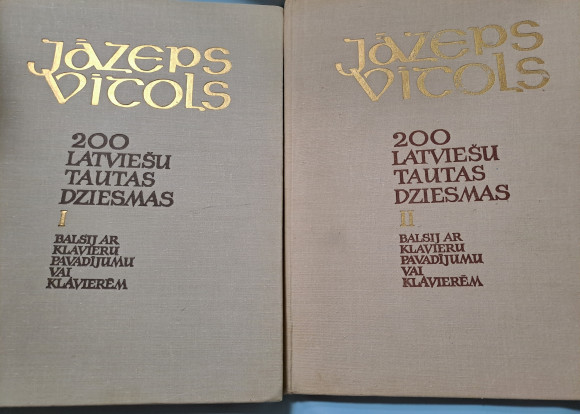 JĀZEPS
VĪTOLS
200
LATVIEŠU
TAUTAS
DZIESMAS
I
BALSIJ AR
KLAVIERU
PAVADĪJUMU
VAI
KLAVIERĒM
JĀZEPS
VĪTOLS
200
LATVIEŠU
TAUTAS
DZIESMAS
II
BALSIJ AR
KLAVIERU
PAVADĪJUMU
VAI
KLAVIERĒM